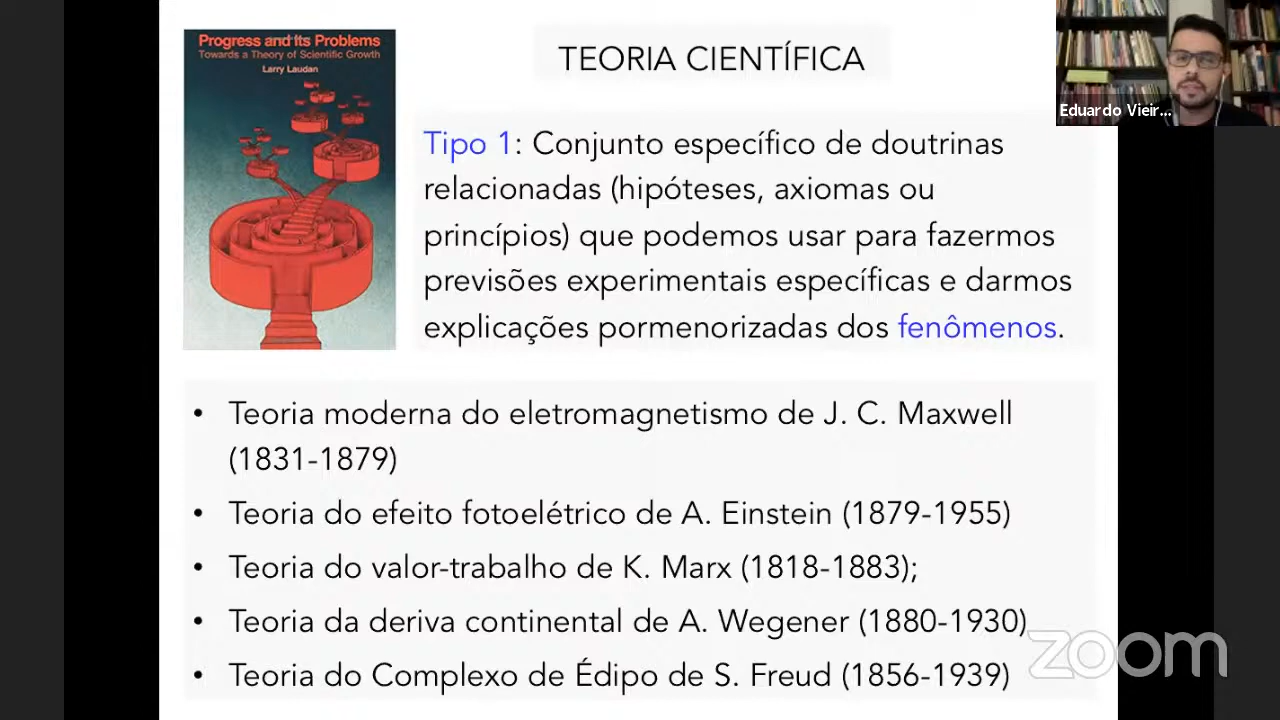 Progress and Its Problems
Towards a Theory of Scientific Growth
Larry Laudan
TEORIA CIENTÍFICA
Eduardo Vieir...
Tipo 1: Conjunto específico de doutrinas
relacionadas (hipóteses, axiomas ou
princípios) que podemos usar para fazermos
previsões experimentais específicas e darmos
explicações pormenorizadas dos fenômenos.
• Teoria moderna do eletromagnetismo de J. C. Maxwell
(1831-1879)
• Teoria do efeito fotoelétrico de A. Einstein (1879-1955)
• Teoria do valor-trabalho de K. Marx (1818-1883);
• Teoria da deriva continental de A. Wegener (1880-1930)
• Teoria do Complexo de Édipo de S. Freud (1856-1939)
zoom